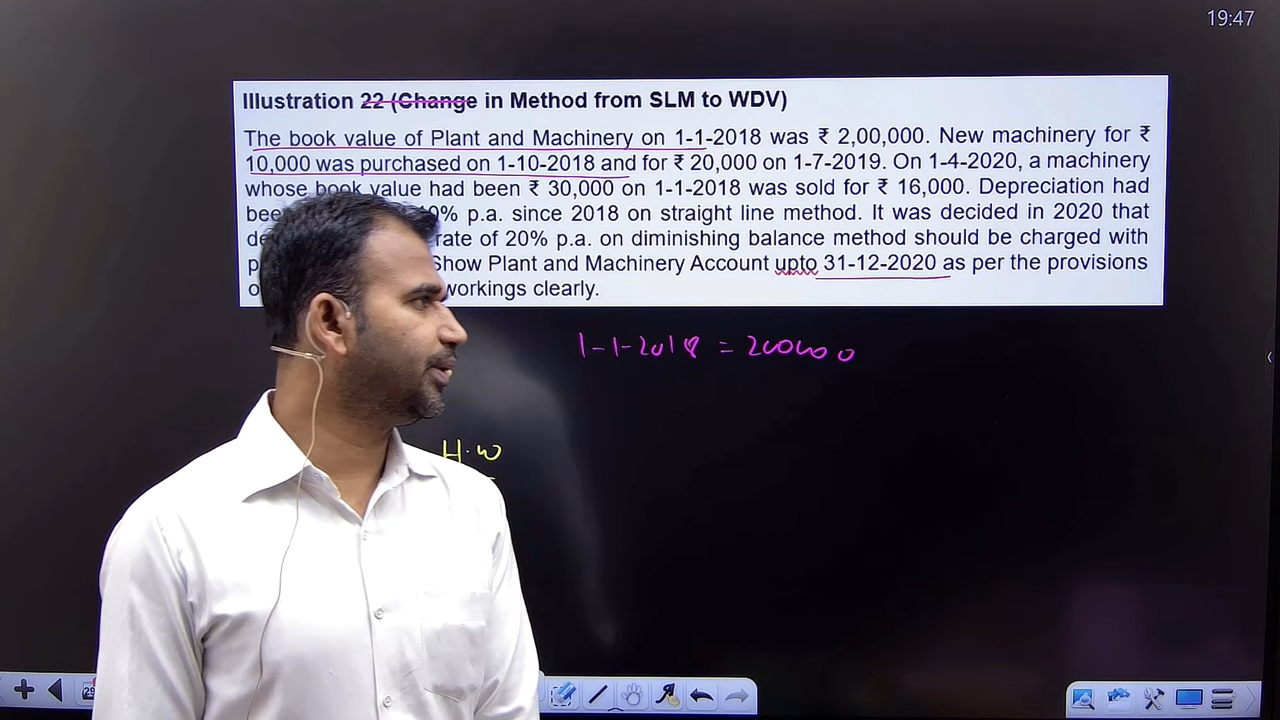 19:47
Illustration 22 (Change in Method from SLM to WDV)
The book value of Plant and Machinery on 1-1-2018 was ₹ 2,00,000. New machinery for ₹
10,000 was purchased on 1-10-2018 and for ₹ 20,000 on 1-7-2019. On 1-4-2020, a machinery
whose book value had been ₹ 30,000 on 1-1-2018 was sold for ₹ 16,000. Depreciation had
0% p.a. since 2018 on straight line method. It was decided in 2020 that
rate of 20% p.a. on diminishing balance method should be charged with
Show Plant and Machinery Account upto 31-12-2020 as per the provisions
workings clearly.
1-1-2018 = 200000
H.W
29